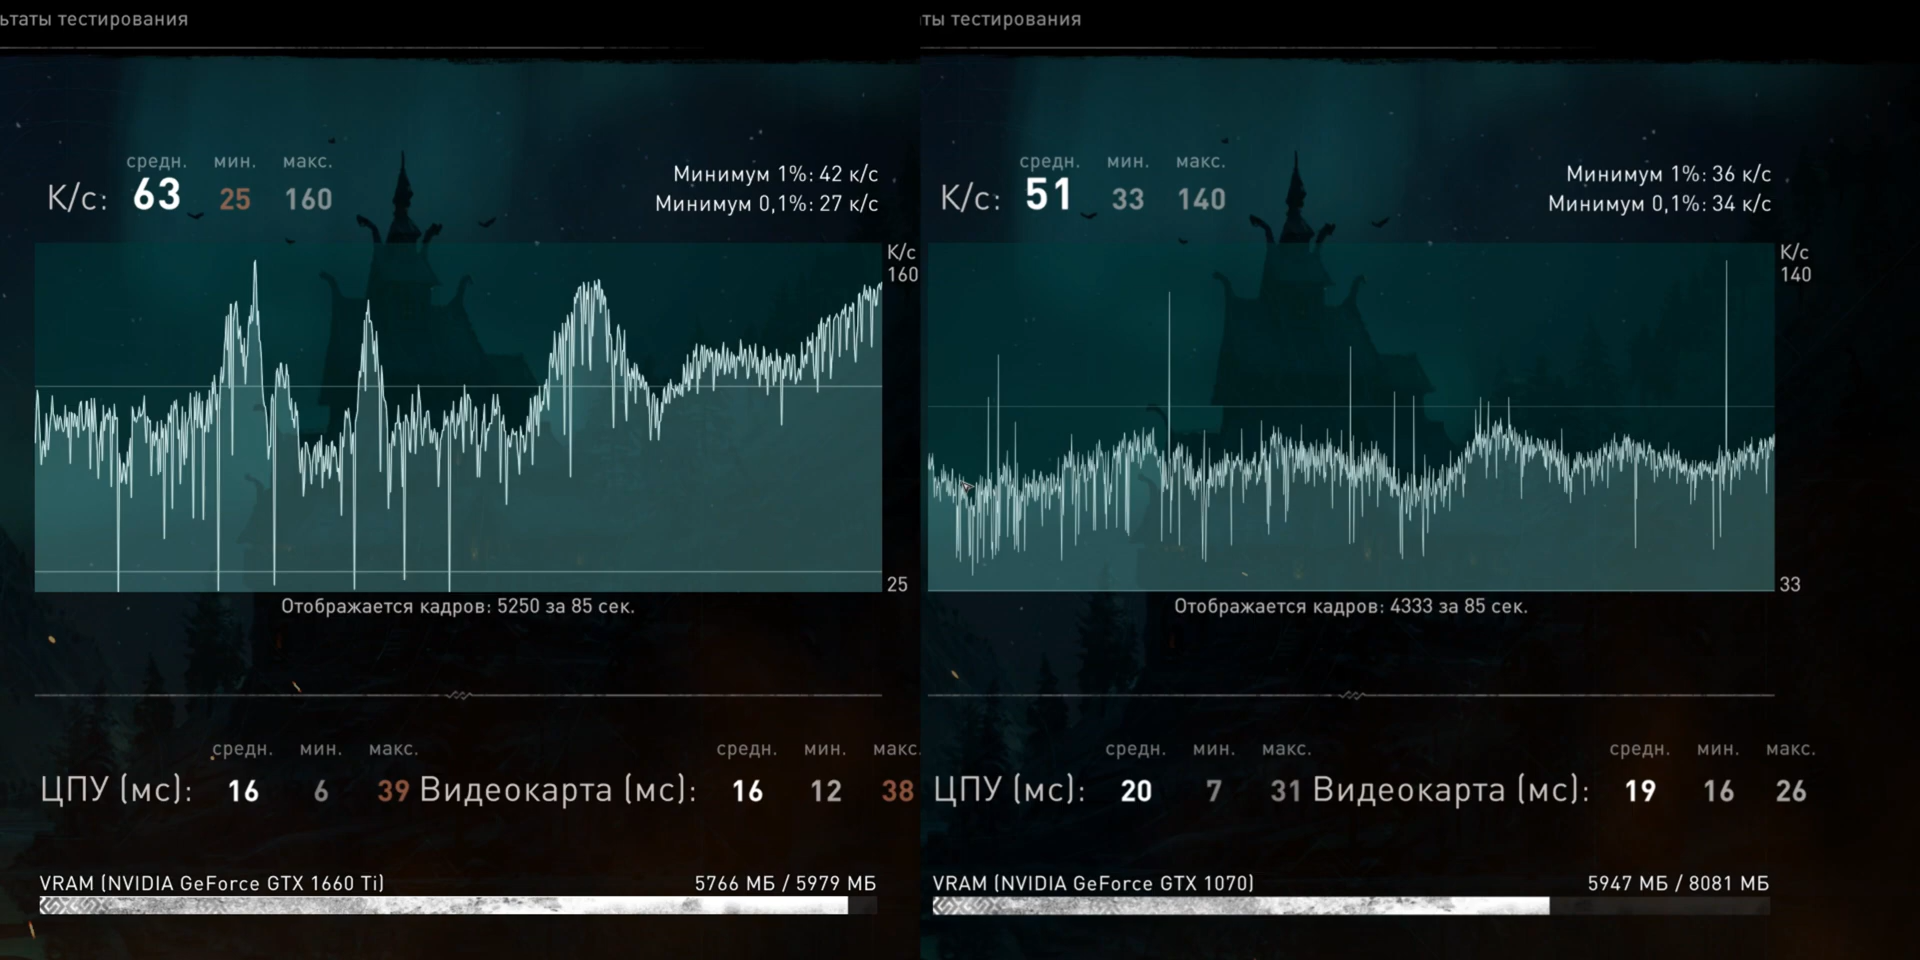 ьтаты тестирования
средн. мин. макс.
К/с: 63 25 160
Минимум 1%: 42 к/с
Минимум 0,1%: 27 к/с
К/с
160
25
Отображается кадров: 5250 за 85 сек.
средн. мин. макс.
ЦПУ (мс): 16 6 39
средн. мин. макс.
Видеокарта (мс): 16 12 38
VRAM (NVIDIA GeForce GTX 1660 Ti)
5766 МБ / 5979 МБ
ты тестирования
средн. мин. макс.
К/с: 51 33 140
Минимум 1%: 36 к/с
Минимум 0,1%: 34 к/с
К/с
140
33
Отображается кадров: 4333 за 85 сек.
средн. мин. макс.
ЦПУ (мс): 20 7 31
средн. мин. макс.
Видеокарта (мс): 19 16 26
VRAM (NVIDIA GeForce GTX 1070)
5947 МБ / 8081 МБ